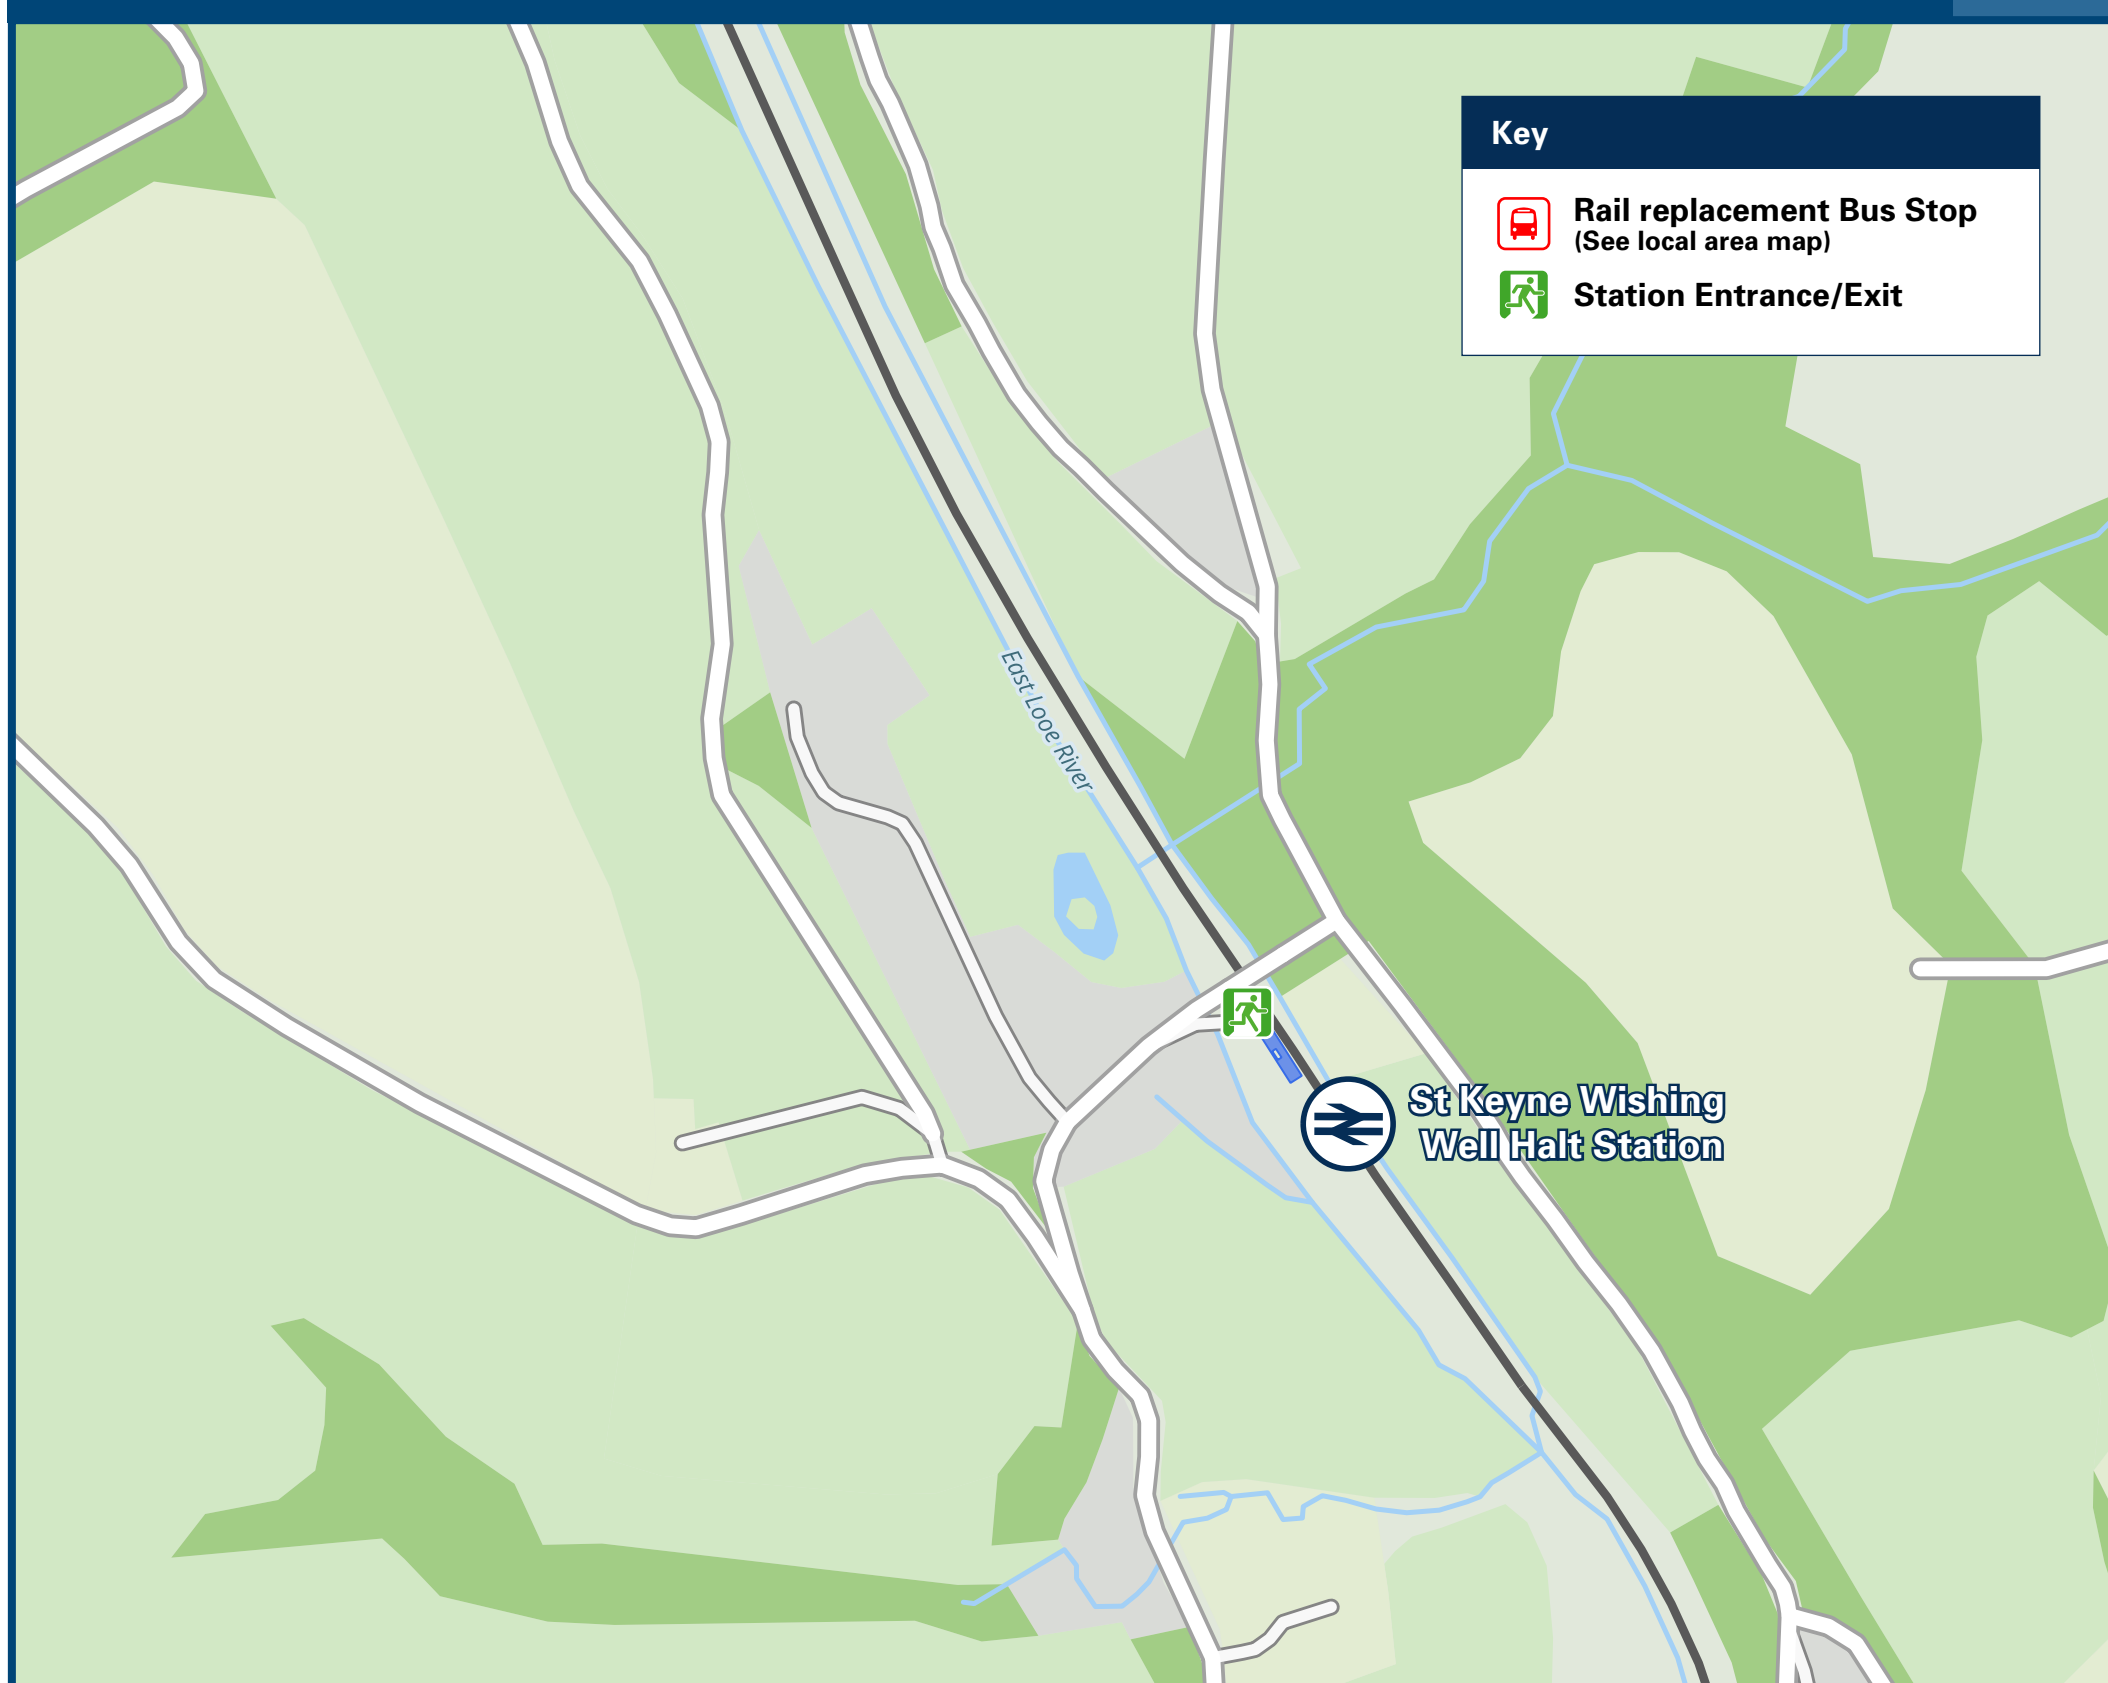 Key
Rail replacement Bus Stop
(See local area map)
Station Entrance/Exit
East Looe River
St Keyne Wishing
Well Halt Station